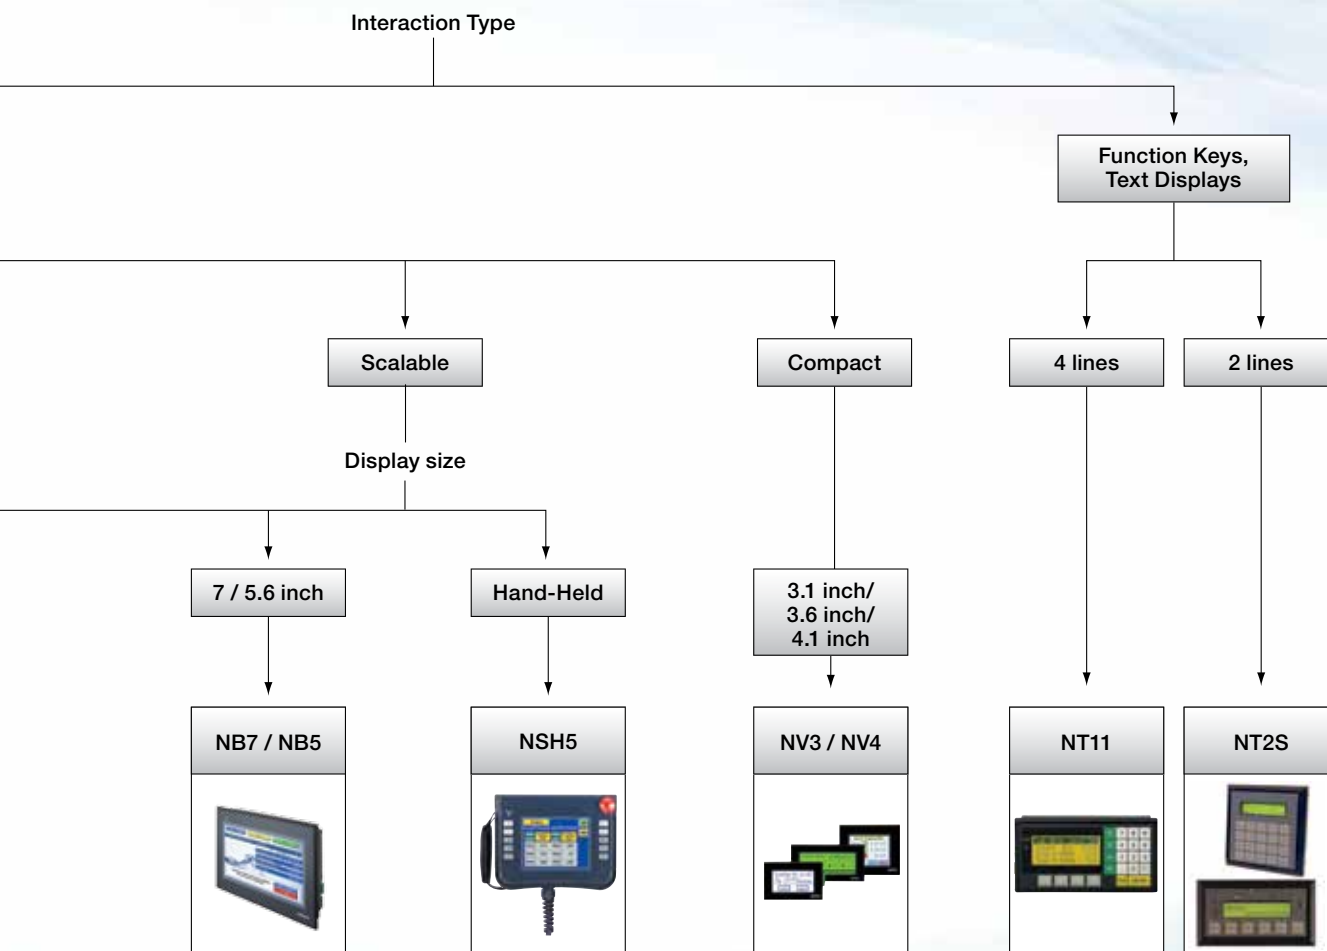 Interaction Type
Function Keys,
Text Displays
Scalable
Compact
4 lines
2 lines
Display size
7 / 5.6 inch
Hand-Held
3.1 inch/
3.6 inch/
4.1 inch
NB7 / NB5
NSH5
NV3 / NV4
NT11
NT2S